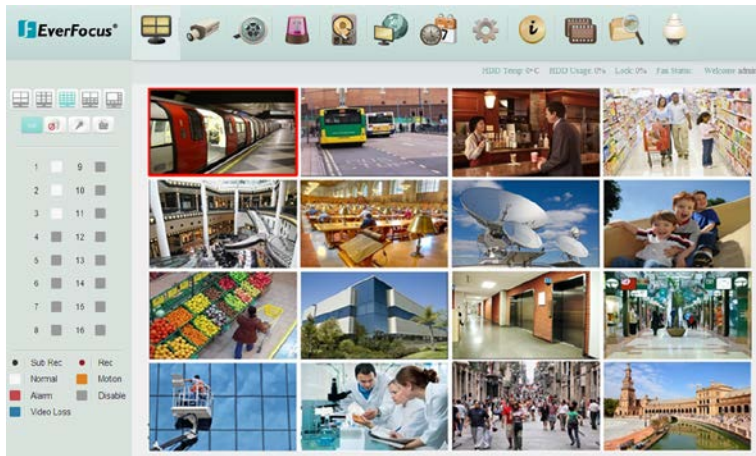 EverFocus®
HDD Temp: 0°C HDD Usage: 0% Lock: 0% Fan Status: Welcome admin
1 9
2 10
3 11
4 12
5 13
6 14
7 15
8 16
Sub Rec Rec
Normal Motion
Alarm Disable
Video Loss